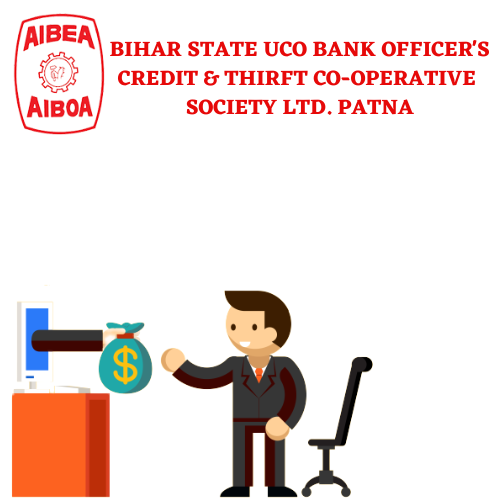 AIBEA
AIBOA
BIHAR STATE UCO BANK OFFICER'S
CREDIT & THIRFT CO-OPERATIVE
SOCIETY LTD. PATNA
$